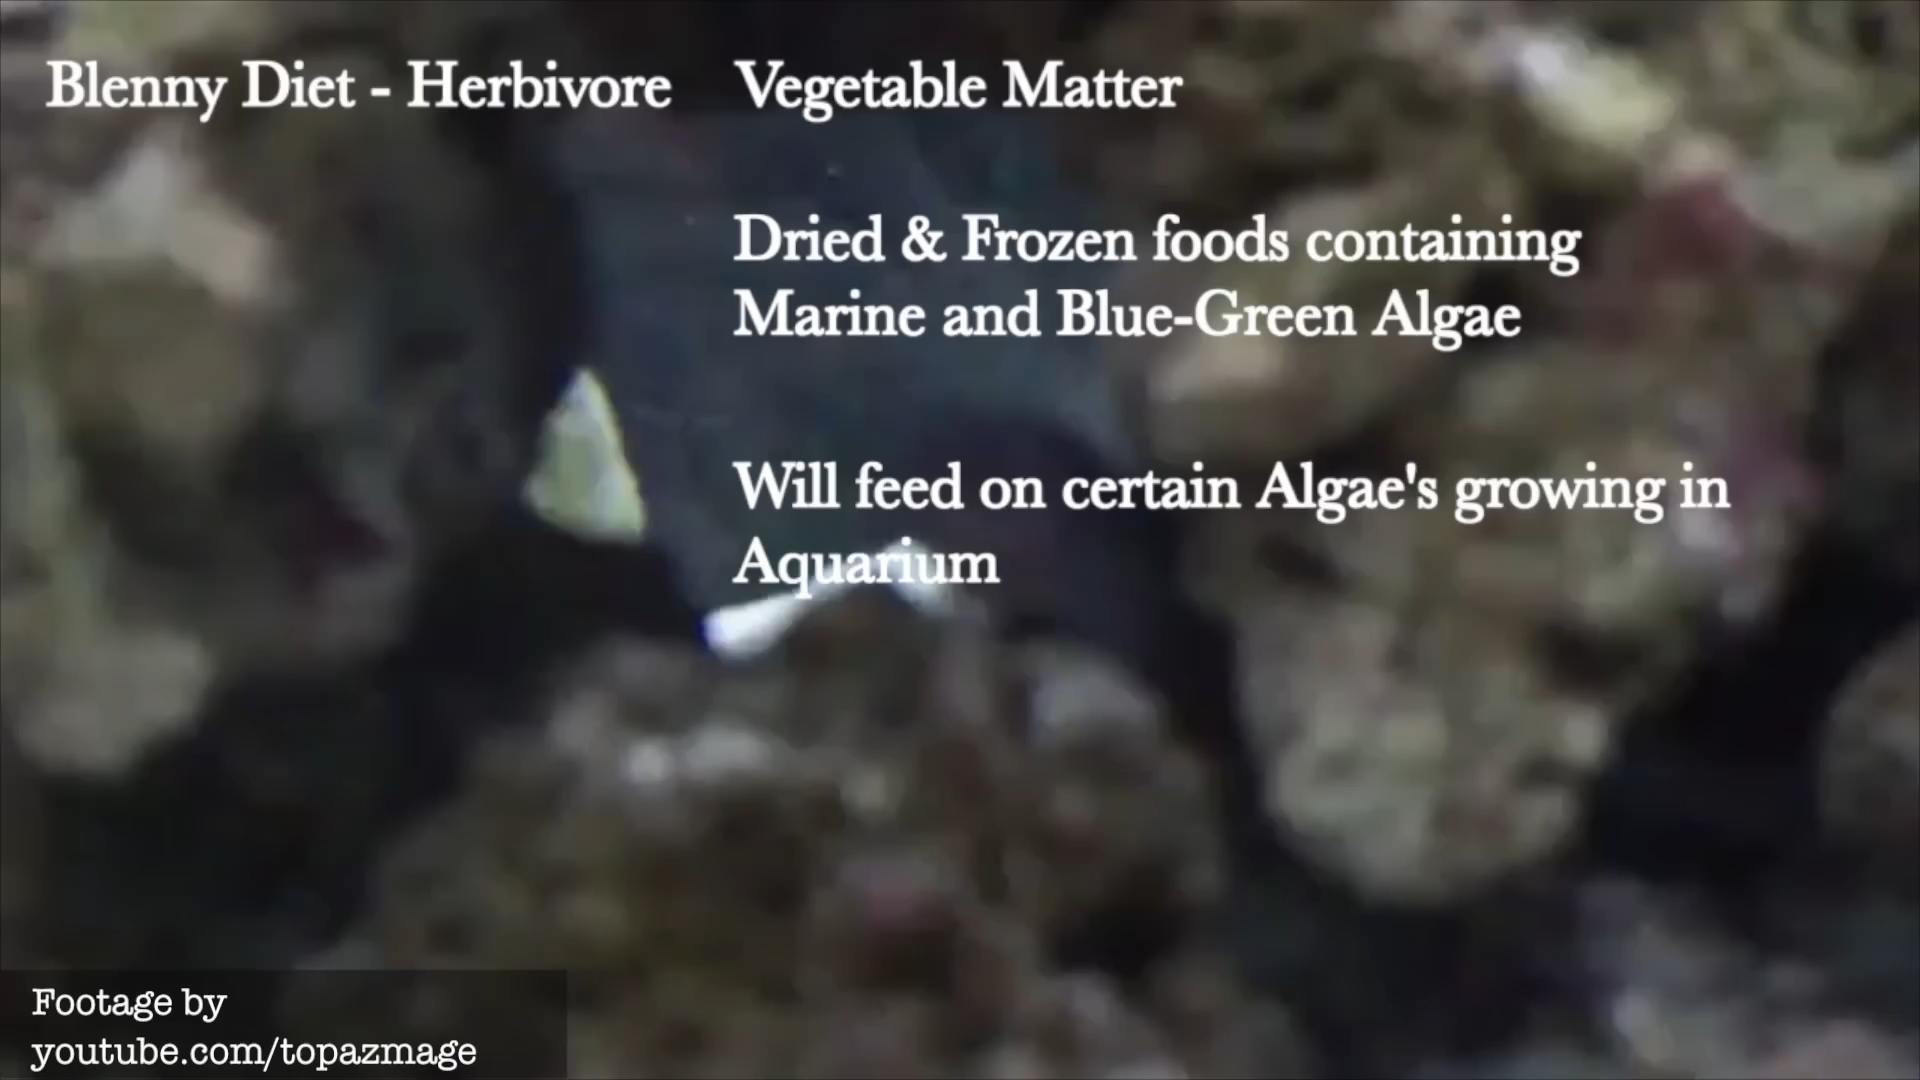 Blenny Diet - Herbivore
Vegetable Matter
Dried & Frozen foods containing
Marine and Blue-Green Algae
Will feed on certain Algae's growing in
Aquarium
Footage by
youtube.com/topazmage